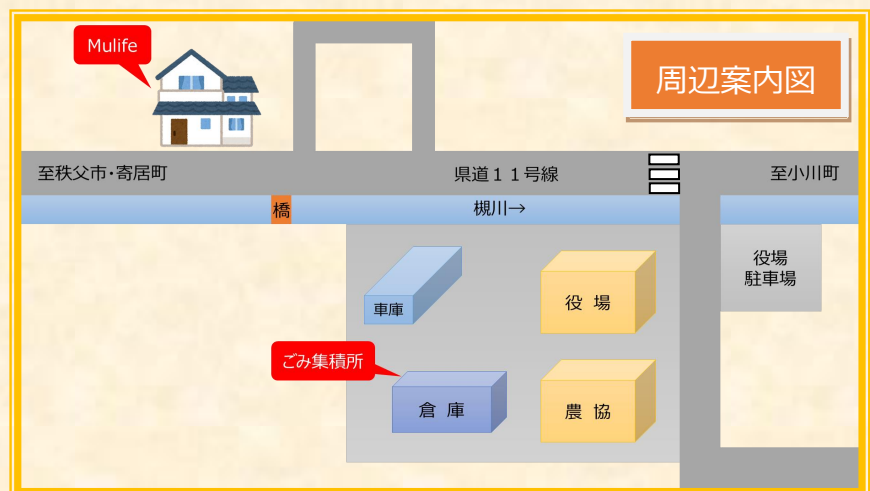 Mulife
周辺案内図
至秩父市・寄居町
県道１１号線
至小川町
橋
槻川→
役場
駐車場
車庫
役 場
ごみ集積所
倉 庫
農 協